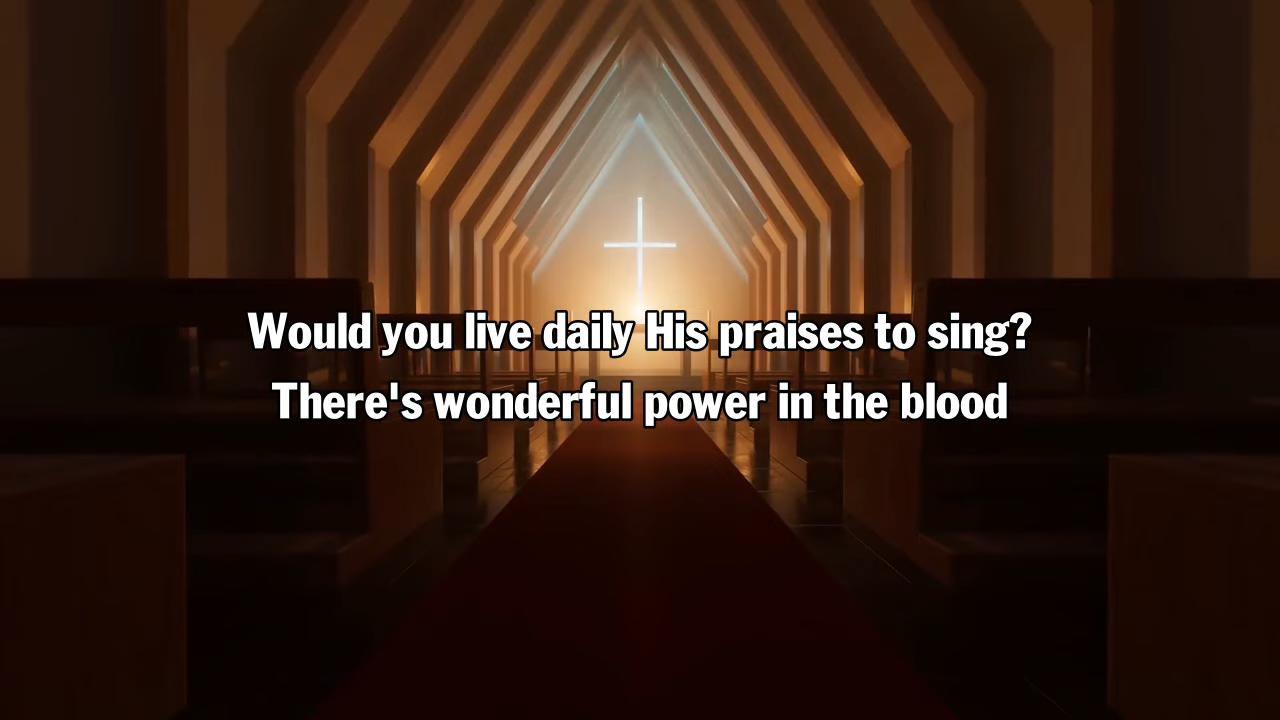 Would you live daily His praises to sing?
There's wonderful power in the blood